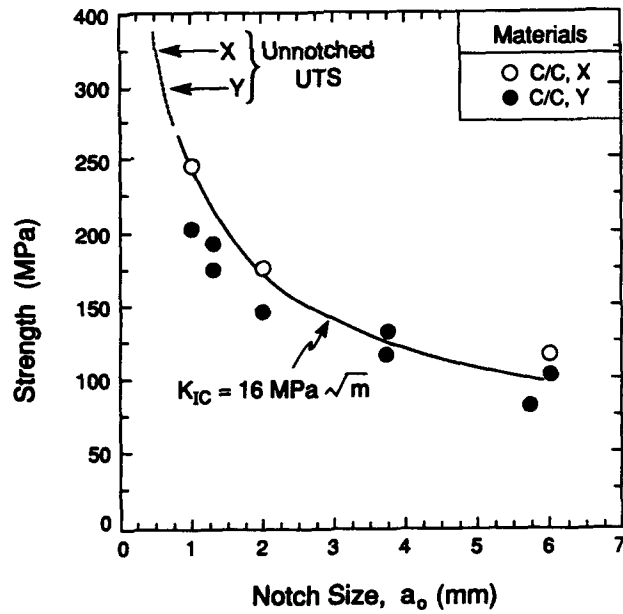 400
300
250
200
150
100
50
0
Strength (MPa)
X
Y
Unnotched
UTS
Materials
C/C, X
C/C, Y
K_IC = 16 MPa √m
0 1 2 3 4 5 6 7
Notch Size, a₀ (mm)